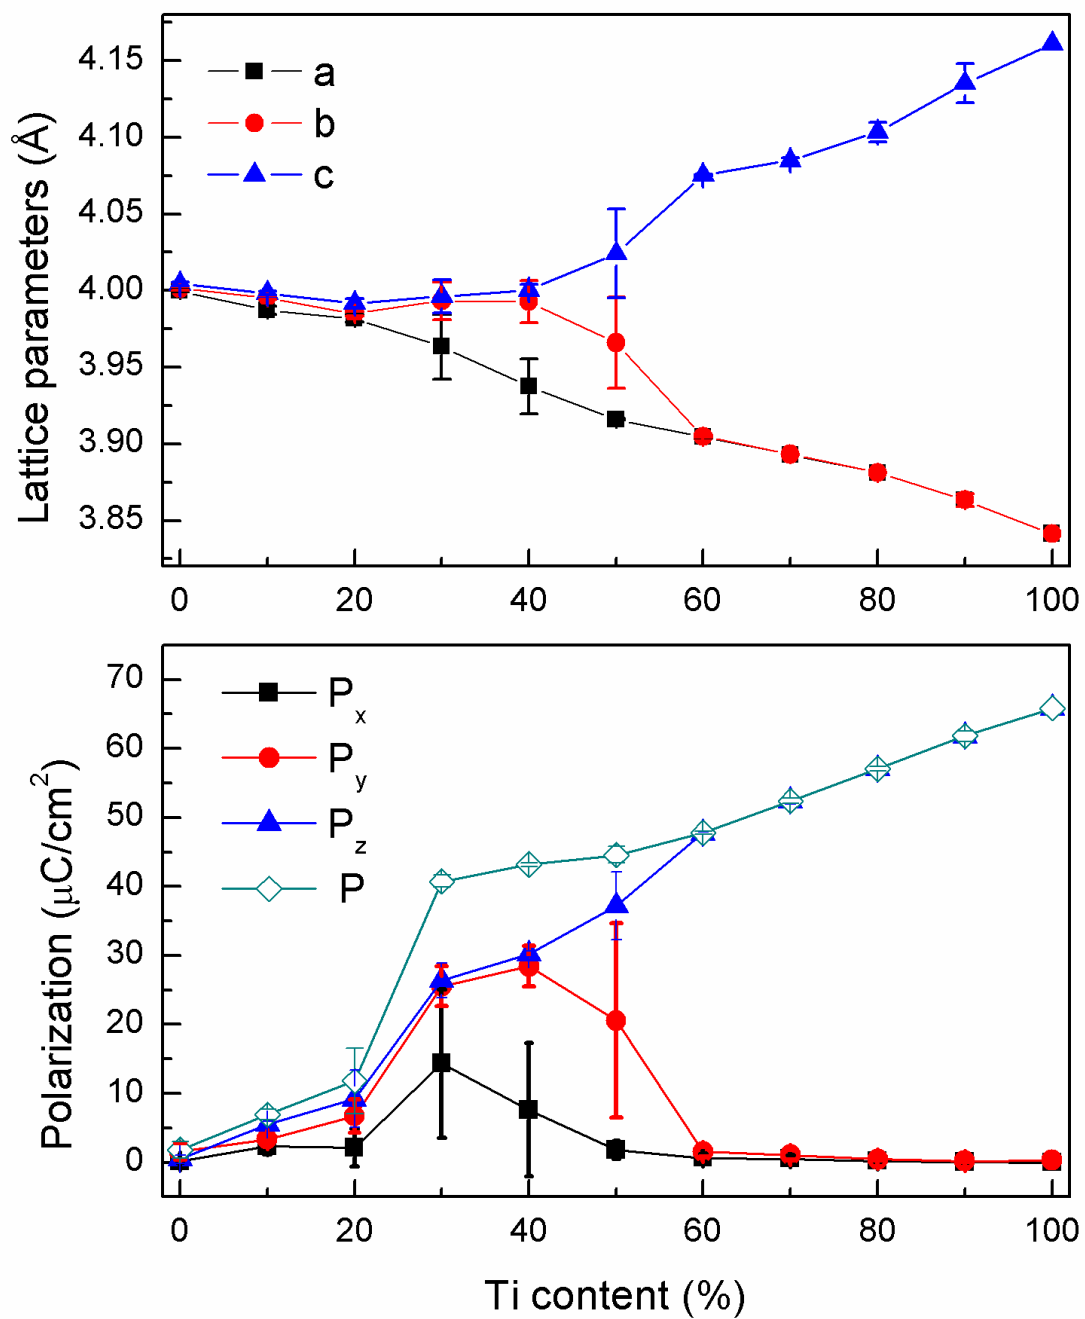 4.15
4.10
4.05
4.00
3.95
3.90
3.85
Lattice parameters (Å)
a
b
c
0 20 40 60 80 100
70
60
50
40
30
20
10
0
Polarization (μC/cm²)
Pₓ
P_y
P_z
P
0 20 40 60 80 100
Ti content (%)